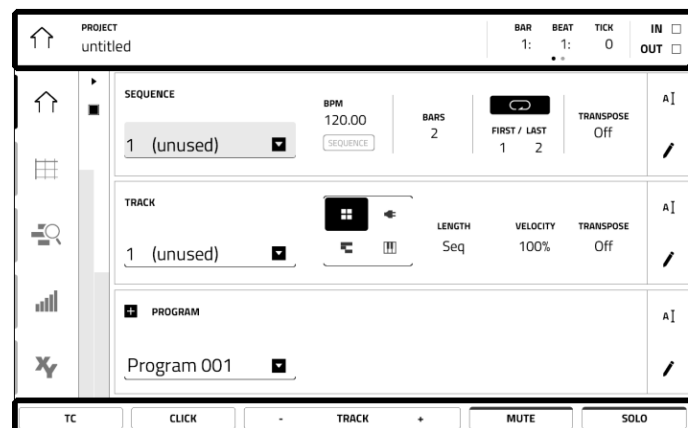 PROJECT
untitled
BAR BEAT TICK
1: 1: 0
IN
OUT
SEQUENCE
1 (unused)
BPM
120.00
SEQUENCE
BARS
2
FIRST / LAST
1 2
TRANSPOSE
Off
A
TRACK
1 (unused)
LENGTH
Seq
VELOCITY
100%
TRANSPOSE
Off
A
PROGRAM
Program 001
A
XY
TC CLICK - TRACK + MUTE SOLO